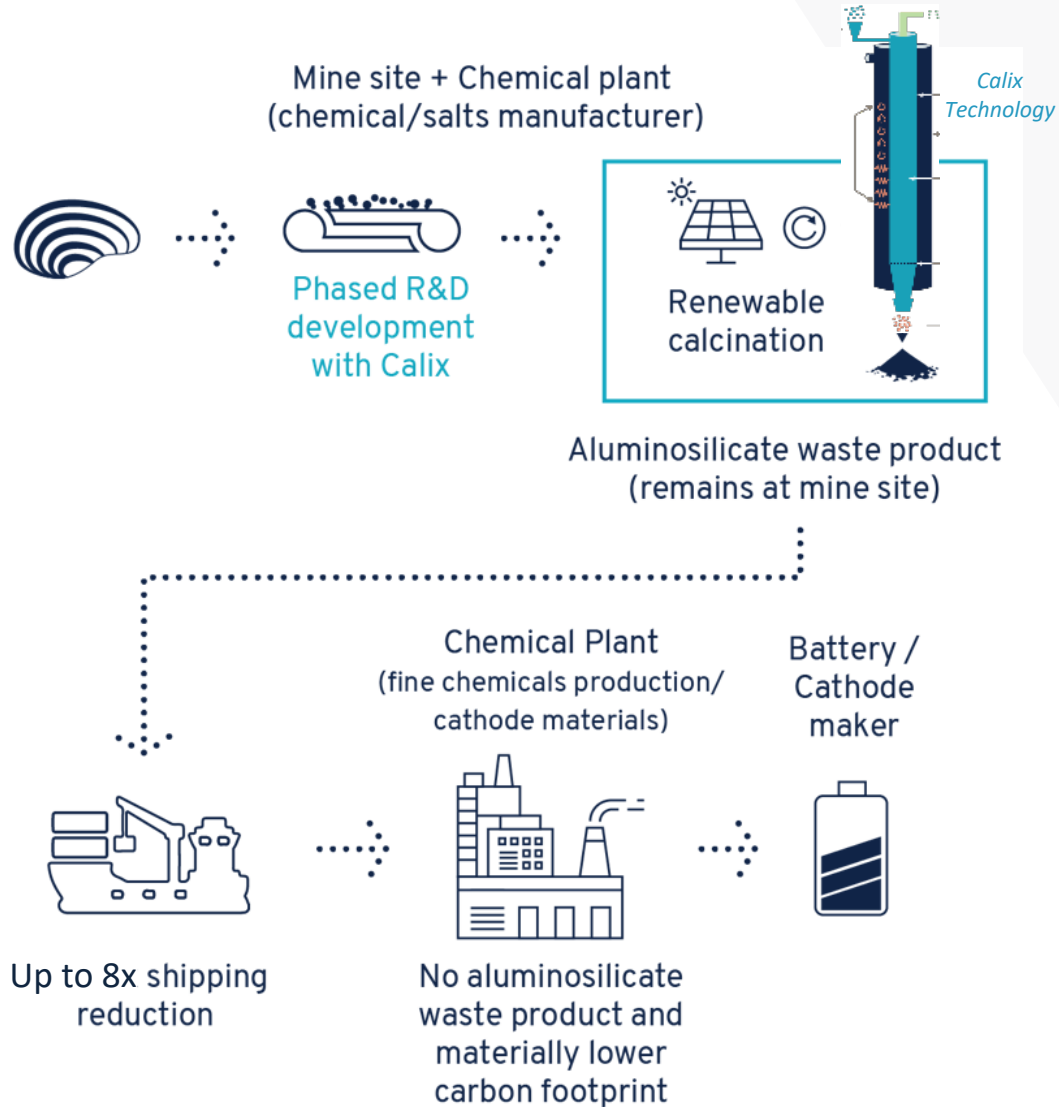 Mine site + Chemical plant
(chemical/salts manufacturer)
Calix
Technology
Phased R&D
development
with Calix
Renewable
calcination
Aluminosilicate waste product
(remains at mine site)
Chemical Plant
(fine chemicals production/
cathode materials)
Battery /
Cathode
maker
Up to 8x shipping
reduction
No aluminosilicate
waste product and
materially lower
carbon footprint